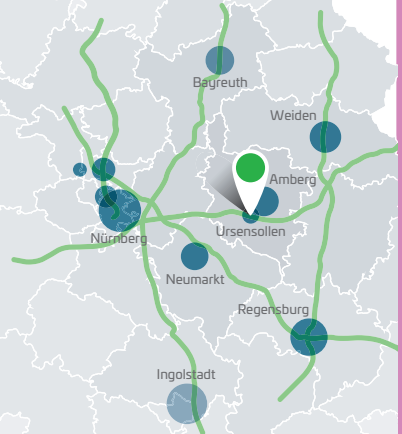 Bayreuth
Weiden
Amberg
Ursensollen
Nürnberg
Neumarkt
Regensburg
Ingolstadt